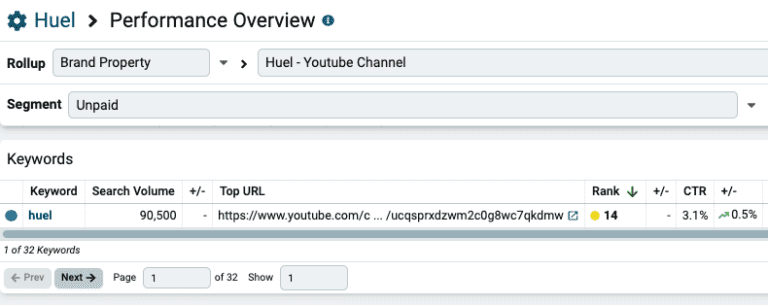 Huel > Performance Overview
Rollup Brand Property > Huel - Youtube Channel
Segment Unpaid
Keywords
Keyword Search Volume +/- Top URL Rank ↓ +/- CTR +/-
huel 90,500 - https://www.youtube.com/c ... /ucqsprxdzwm2c0g8wc7qkdmw 14 - 3.1% 0.5%
1 of 32 Keywords
← Prev Next → Page 1 of 32 Show 1